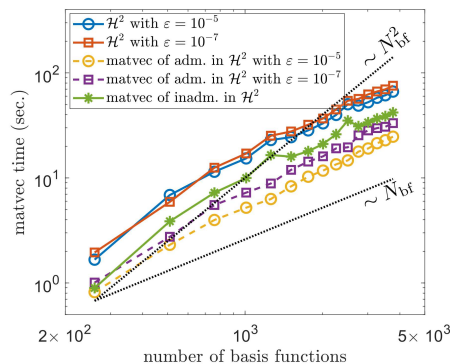 $\mathcal{H}^2$ with $\varepsilon = 10^{-5}$
$\mathcal{H}^2$ with $\varepsilon = 10^{-7}$
matvec of adm. in $\mathcal{H}^2$ with $\varepsilon = 10^{-5}$
matvec of adm. in $\mathcal{H}^2$ with $\varepsilon = 10^{-7}$
matvec of inadm. in $\mathcal{H}^2$
$\sim N_{\mathrm{bf}}^2$
$\sim N_{\mathrm{bf}}$
matvec time (sec.)
$10^2$
$10^1$
$10^0$
$2 \times 10^2$
$10^3$
$5 \times 10^3$
number of basis functions